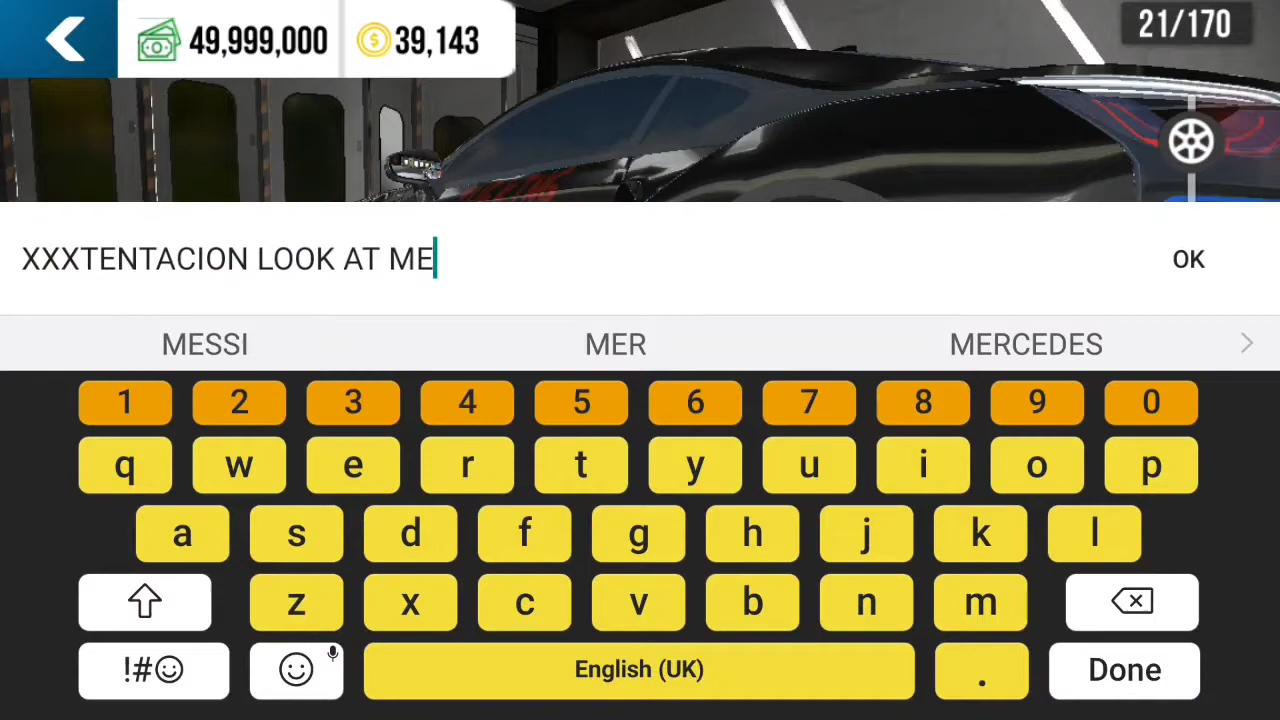 49,999,000 39,143 21/170
XXXTENTACION LOOK AT ME
OK
MESSI MER MERCEDES
1 2 3 4 5 6 7 8 9 0
q w e r t y u i o p
a s d f g h j k l
z x c v b n m
!#☺ English (UK) . Done